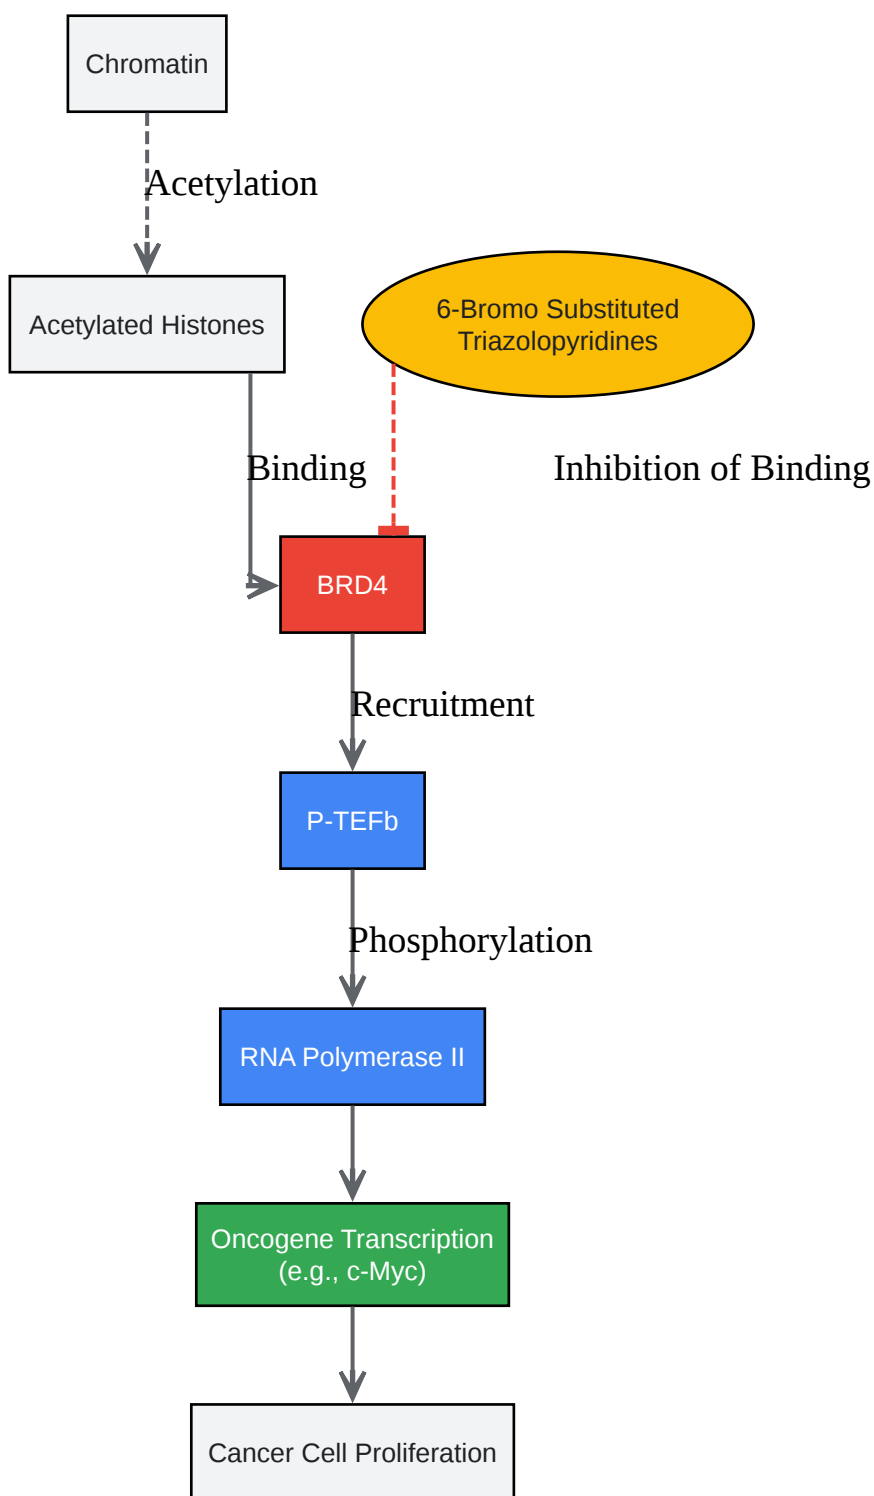 Chromatin
Acetylation
Acetylated Histones
6-Bromo Substituted
Triazolopyridines
Binding
Inhibition of Binding
BRD4
Recruitment
P-TEFb
Phosphorylation
RNA Polymerase II
Oncogene Transcription
(e.g., c-Myc)
Cancer Cell Proliferation